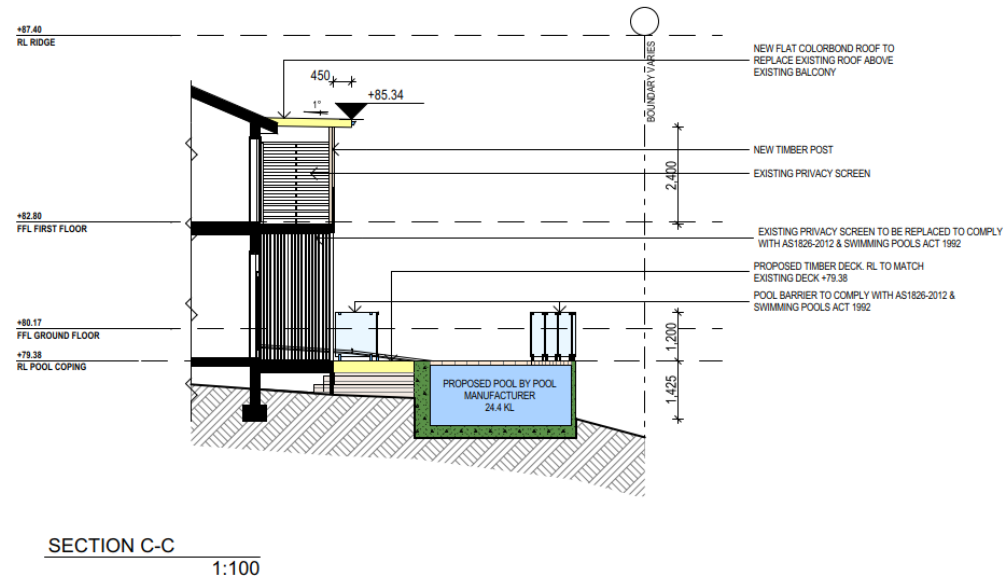 +87.40
RL RIDGE
BOUNDARY VARIES
NEW FLAT COLORBOND ROOF TO
REPLACE EXISTING ROOF ABOVE
EXISTING BALCONY
450
+85.34
1°
NEW TIMBER POST
2,400
EXISTING PRIVACY SCREEN
+82.80
FFL FIRST FLOOR
EXISTING PRIVACY SCREEN TO BE REPLACED TO COMPLY
WITH AS1826-2012 & SWIMMING POOLS ACT 1992
PROPOSED TIMBER DECK. RL TO MATCH
EXISTING DECK +79.38
POOL BARRIER TO COMPLY WITH AS1826-2012 &
SWIMMING POOLS ACT 1992
+80.17
FFL GROUND FLOOR
1,200
+79.38
RL POOL COPING
PROPOSED POOL BY POOL
MANUFACTURER
24.4 KL
1,425
SECTION C-C
1:100